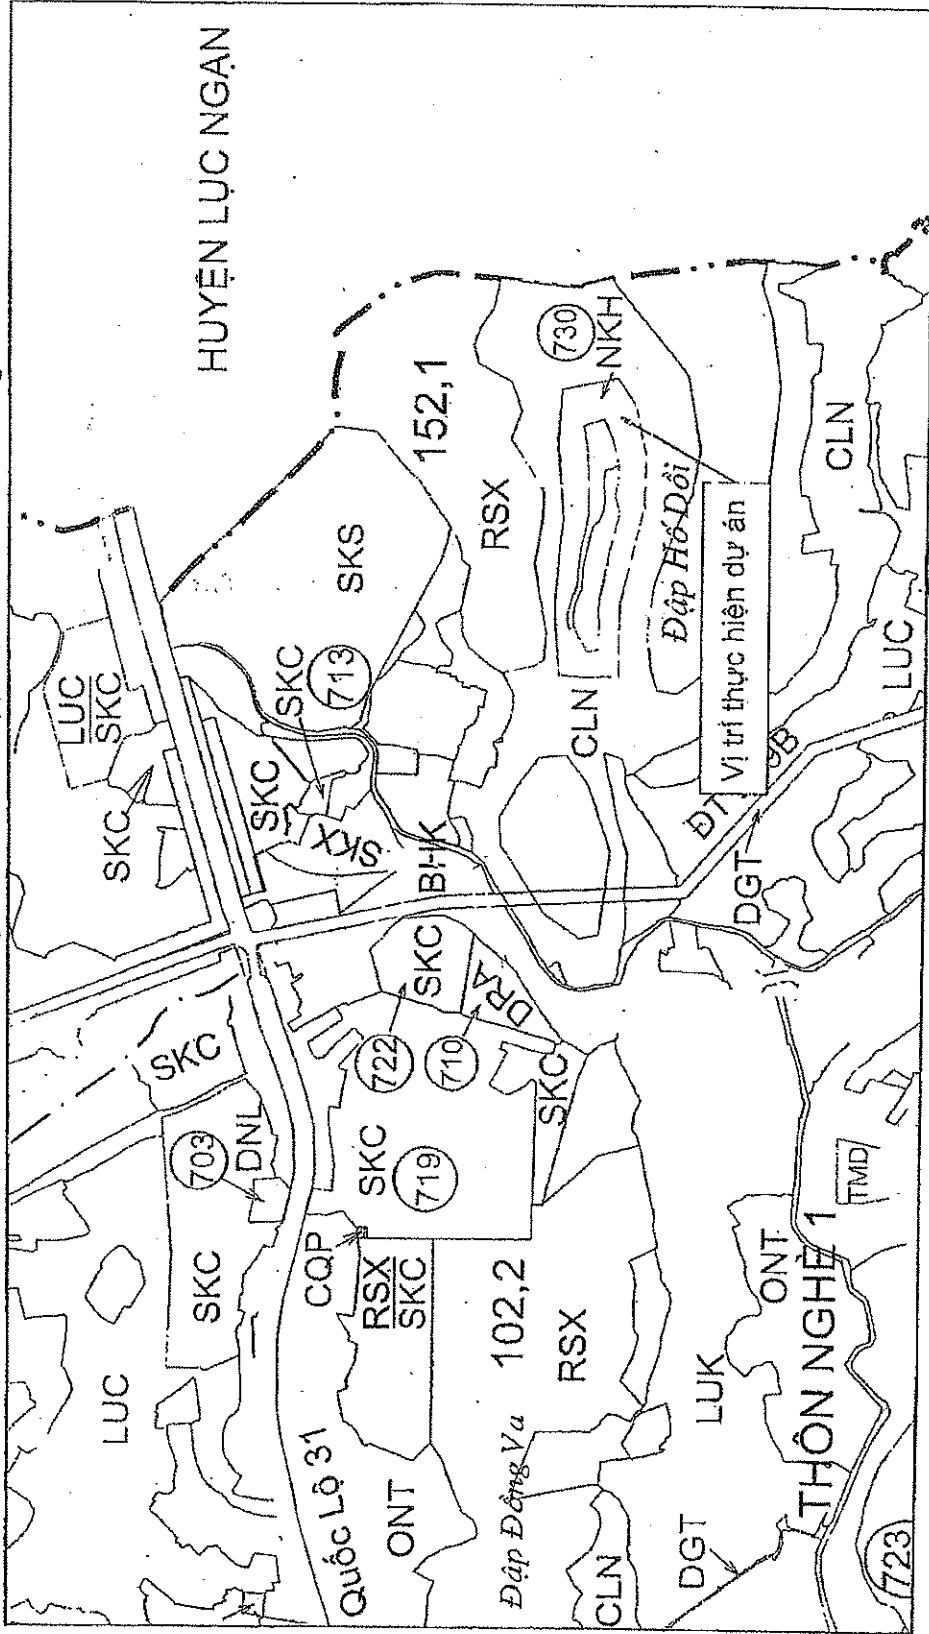 HUYỆN LỤC NGẠN
LUC
SKC
SKC
SKC
SKC
713
SKS
152,1
RSX
730
NKH
SKX
BHK
CLN
Đập Hố Dồi
Vị trí thực hiện dự án
CLN
LUC
DGT
SKC
703
DNL
SKC
LUC
SKC
722
710
DRA
SKC
SKC
719
CQP
RSX
SKC
Quốc Lộ 31
ONT
102,2
RSX
Đập Đồng Va
CLN
DGT
LUK
ONT
THÔN NGHÈ 1
TMD
723